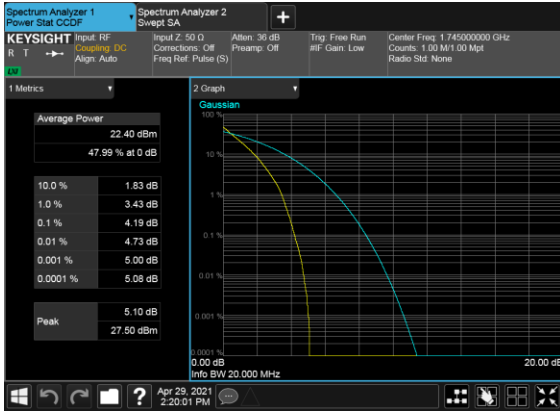 Spectrum Analyzer 1
Power Stat CCDF
Spectrum Analyzer 2
Swept SA
KEYSIGHT
R T
LXI
Input: RF
Coupling: DC
Align: Auto
Input Z: 50 Ω
Corrections: Off
Freq Ref: Pulse (S)
Atten: 36 dB
Preamp: Off
Trig: Free Run
#IF Gain: Low
Center Freq: 1.745000000 GHz
Counts: 1.00 M/1.00 Mpt
Radio Std: None
1 Metrics
Average Power
22.40 dBm
47.99 % at 0 dB
10.0 % 1.83 dB
1.0 % 3.43 dB
0.1 % 4.19 dB
0.01 % 4.73 dB
0.001 % 5.00 dB
0.0001 % 5.08 dB
Peak
5.10 dB
27.50 dBm
2 Graph
Gaussian
100 %
10 %
1 %
0.1 %
0.01 %
0.001 %
0.0001 %
0.00 dB
20.00 dB
Info BW 20.000 MHz
?
Apr 29, 2021
2:20:01 PM